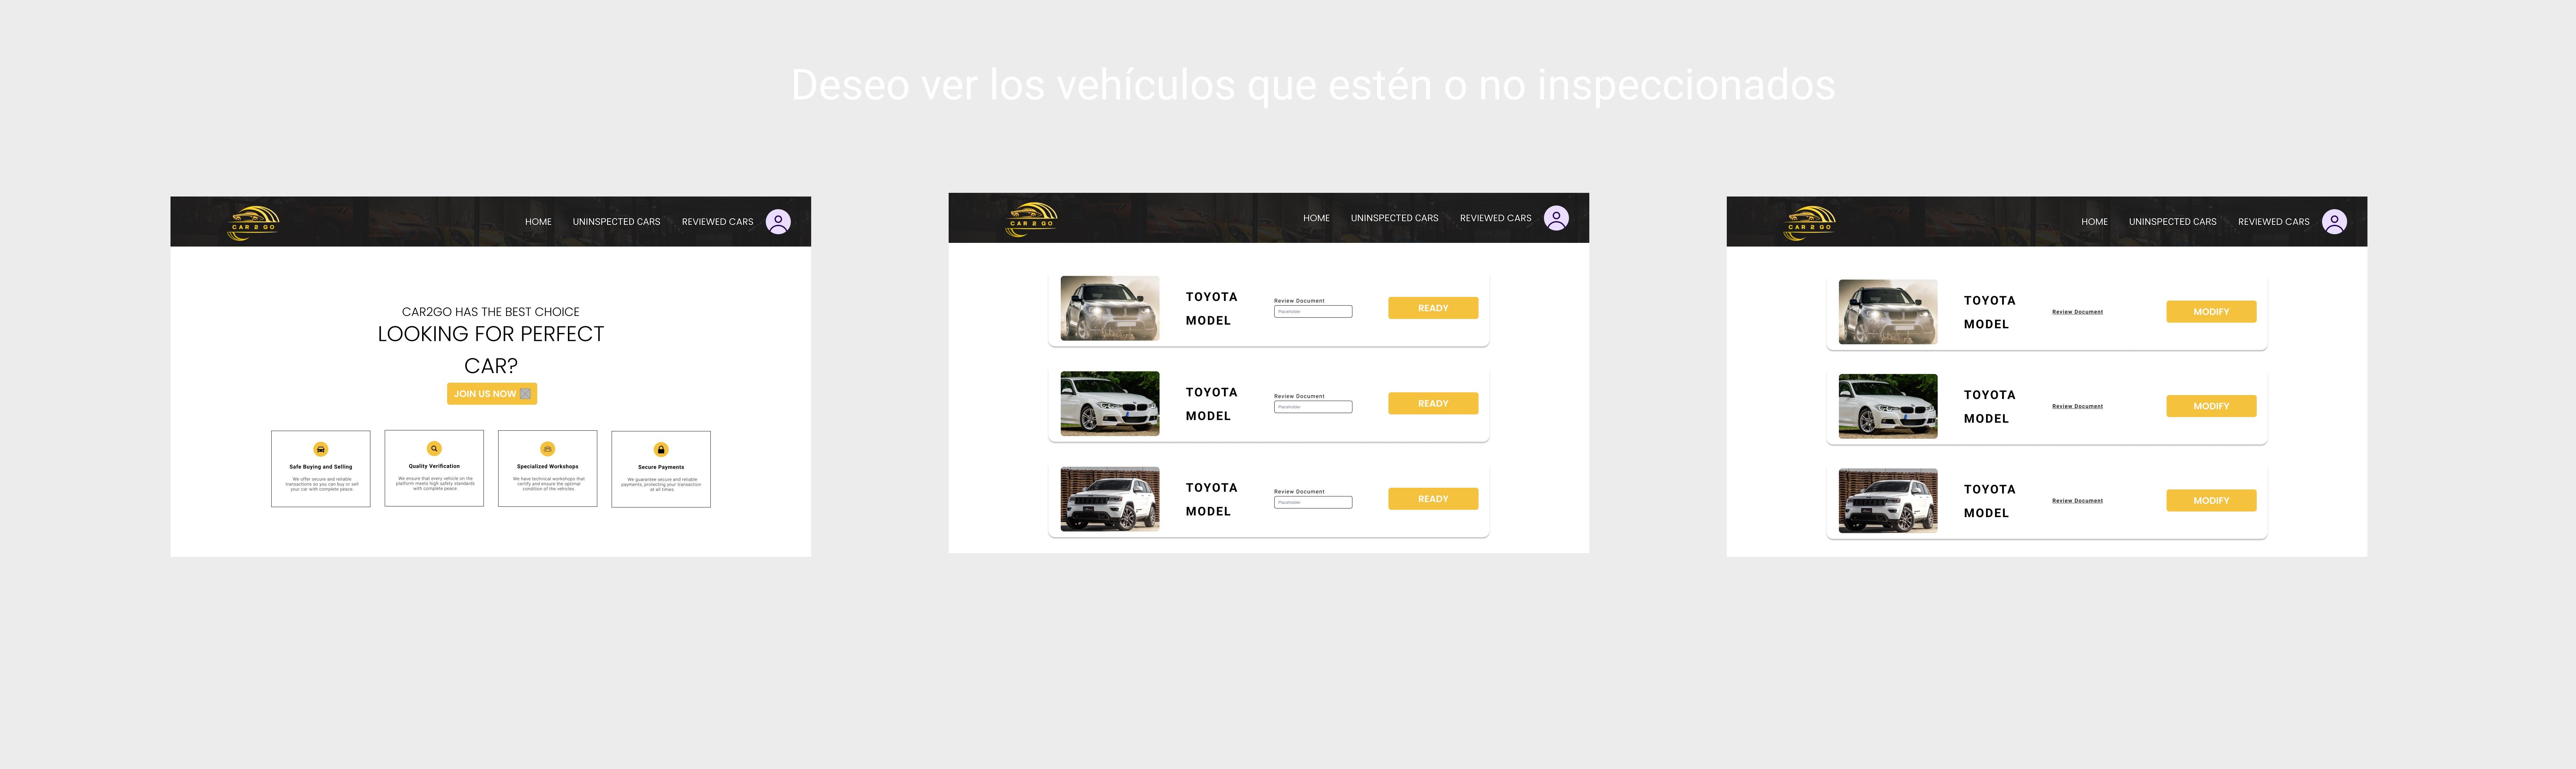 Deseo ver los vehículos que estén o no inspeccionados
CAR 2 GO
HOME UNINSPECTED CARS REVIEWED CARS
CAR2GO HAS THE BEST CHOICE
LOOKING FOR PERFECT
CAR?
JOIN US NOW
Safe Buying and Selling
We offer secure and reliable
transactions so you can buy or sell
your car with complete peace.
Quality Verification
We ensure that every vehicle on the
platform meets high safety standards
with complete peace.
Specialized Workshops
We have technical workshops that
certify and ensure the optimal
condition of the vehicles.
Secure Payments
We guarantee secure and reliable
payments, protecting your transaction
at all times.
CAR 2 GO
HOME UNINSPECTED CARS REVIEWED CARS
TOYOTA
MODEL
Review Document
Placeholder
READY
TOYOTA
MODEL
Review Document
Placeholder
READY
TOYOTA
MODEL
Review Document
Placeholder
READY
CAR 2 GO
HOME UNINSPECTED CARS REVIEWED CARS
TOYOTA
MODEL
Review Document
MODIFY
TOYOTA
MODEL
Review Document
MODIFY
TOYOTA
MODEL
Review Document
MODIFY